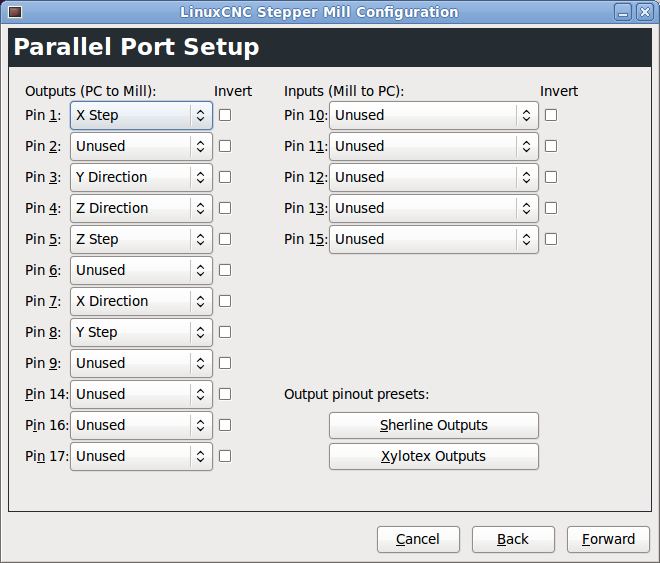 LinuxCNC Stepper Mill Configuration
Parallel Port Setup
Outputs (PC to Mill): Invert Inputs (Mill to PC): Invert
Pin 1: X Step Pin 10: Unused
Pin 2: Unused Pin 11: Unused
Pin 3: Y Direction Pin 12: Unused
Pin 4: Z Direction Pin 13: Unused
Pin 5: Z Step Pin 15: Unused
Pin 6: Unused
Pin 7: X Direction
Pin 8: Y Step
Pin 9: Unused
Pin 14: Unused Output pinout presets:
Pin 16: Unused Sherline Outputs
Pin 17: Unused Xylotex Outputs
Cancel Back Forward